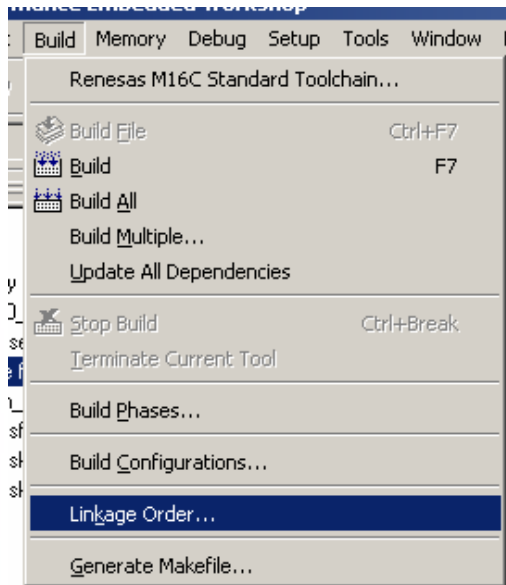 Embedded Workshop
Build Memory Debug Setup Tools Window
Renesas M16C Standard Toolchain...
Build File Ctrl+F7
Build F7
Build All
Build Multiple...
Update All Dependencies
Stop Build Ctrl+Break
Terminate Current Tool
Build Phases...
Build Configurations...
Linkage Order...
Generate Makefile...